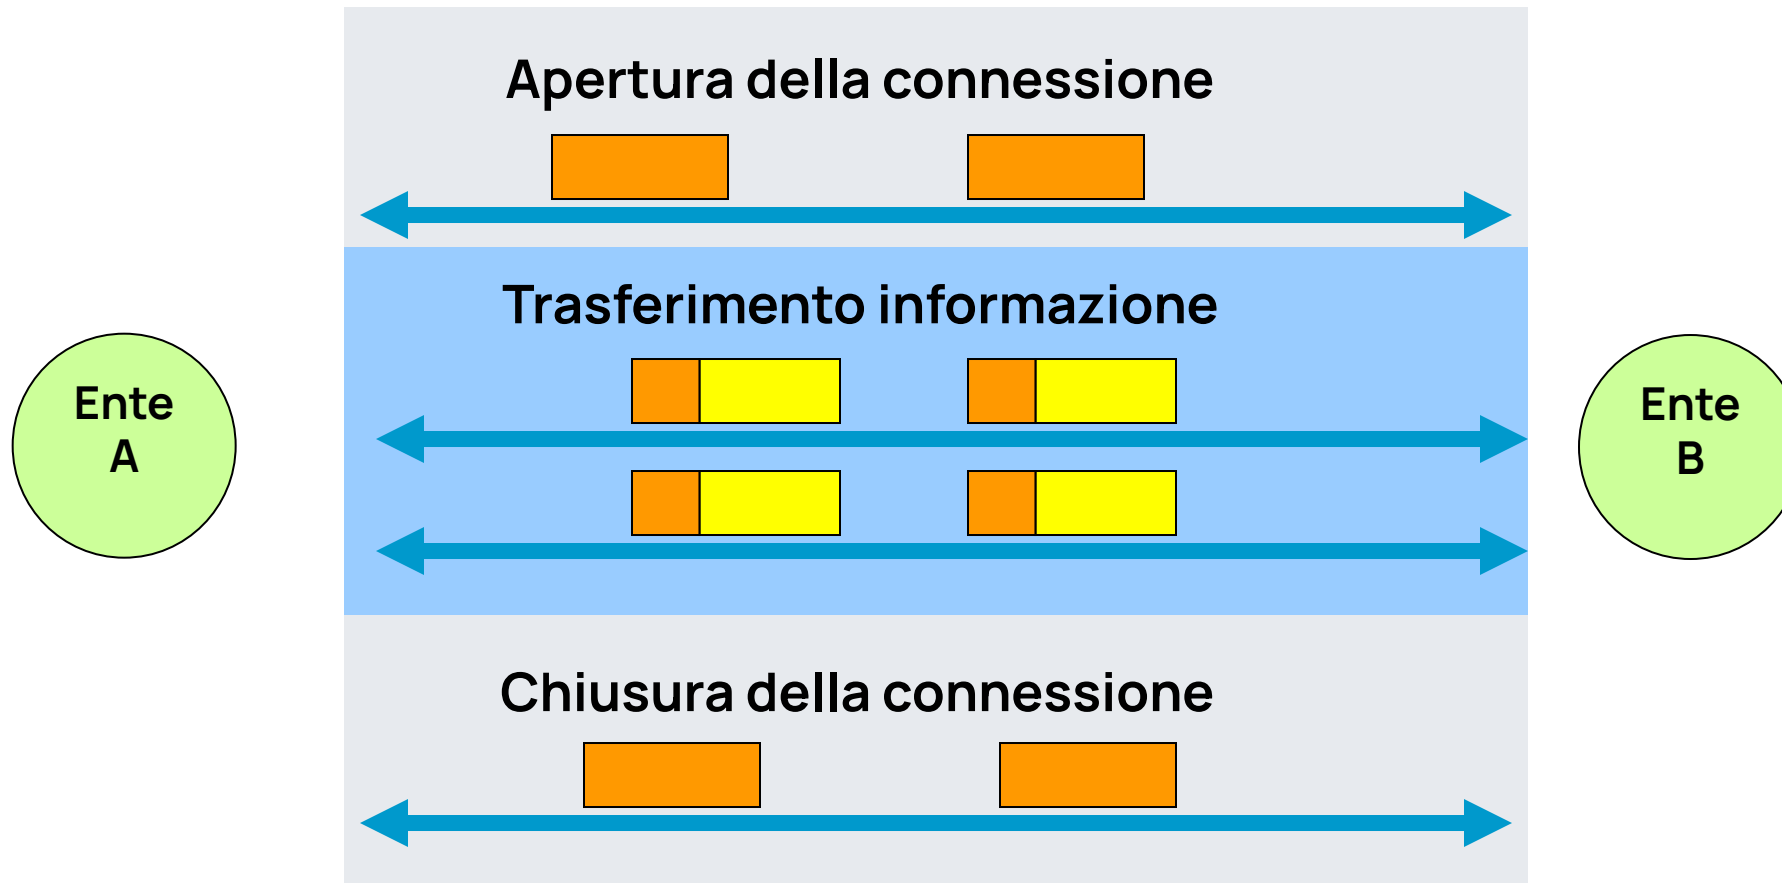 Apertura della connessione
Trasferimento informazione
Ente
A
Ente
B
Chiusura della connessione